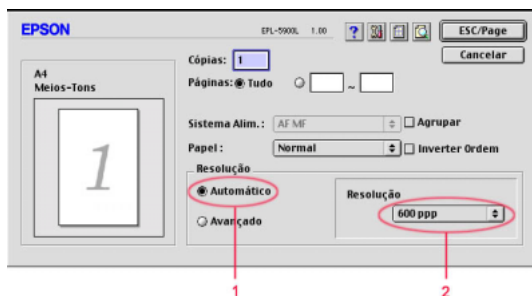 EPSON
EPL-5900L 1.00
ESC/Page
Cancelar
A4
Meios-Tons
1
Cópias: 1
Páginas: Tudo ~
Sistema Alim.: AF MF Agrupar
Papel: Normal Inverter Ordem
Resolução
Automático
Avançado
Resolução
600 ppp
1 2